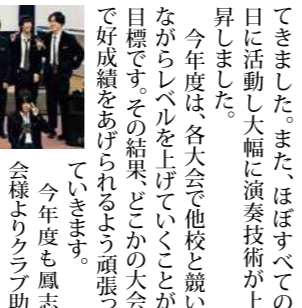 てきました。また、ほぼすべての
日に活動し大幅に演奏技術が上
昇しました。
今年度は、各大会で他校と競い
ながらレベルを上げていくことが
目標です。その結果、どこかの大会
で好成績をあげられるよう頑張っ
ていきます。
今年度も鳳志
会様よりクラブ助